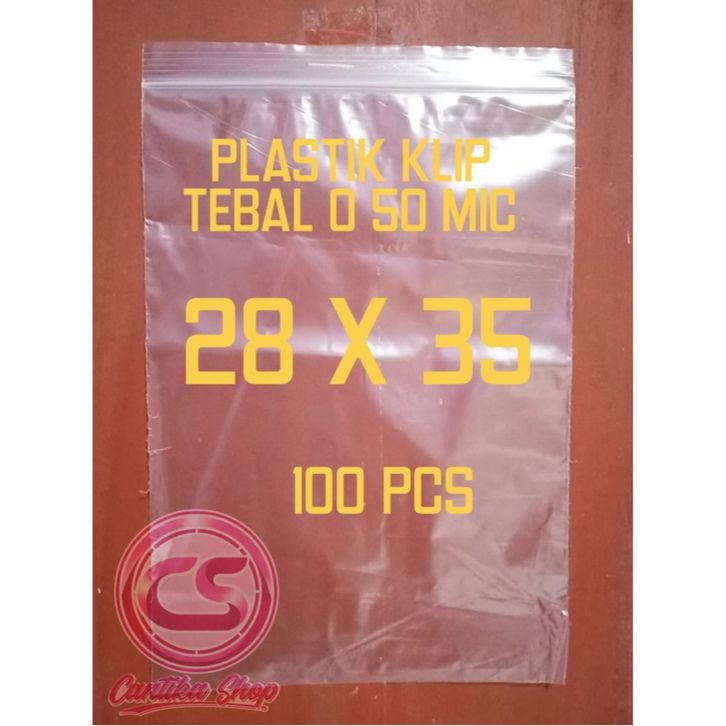 PLASTIK KLIP
TEBAL 0 50 MIC
28 X 35
100 PCS
CS
Cantika Shop